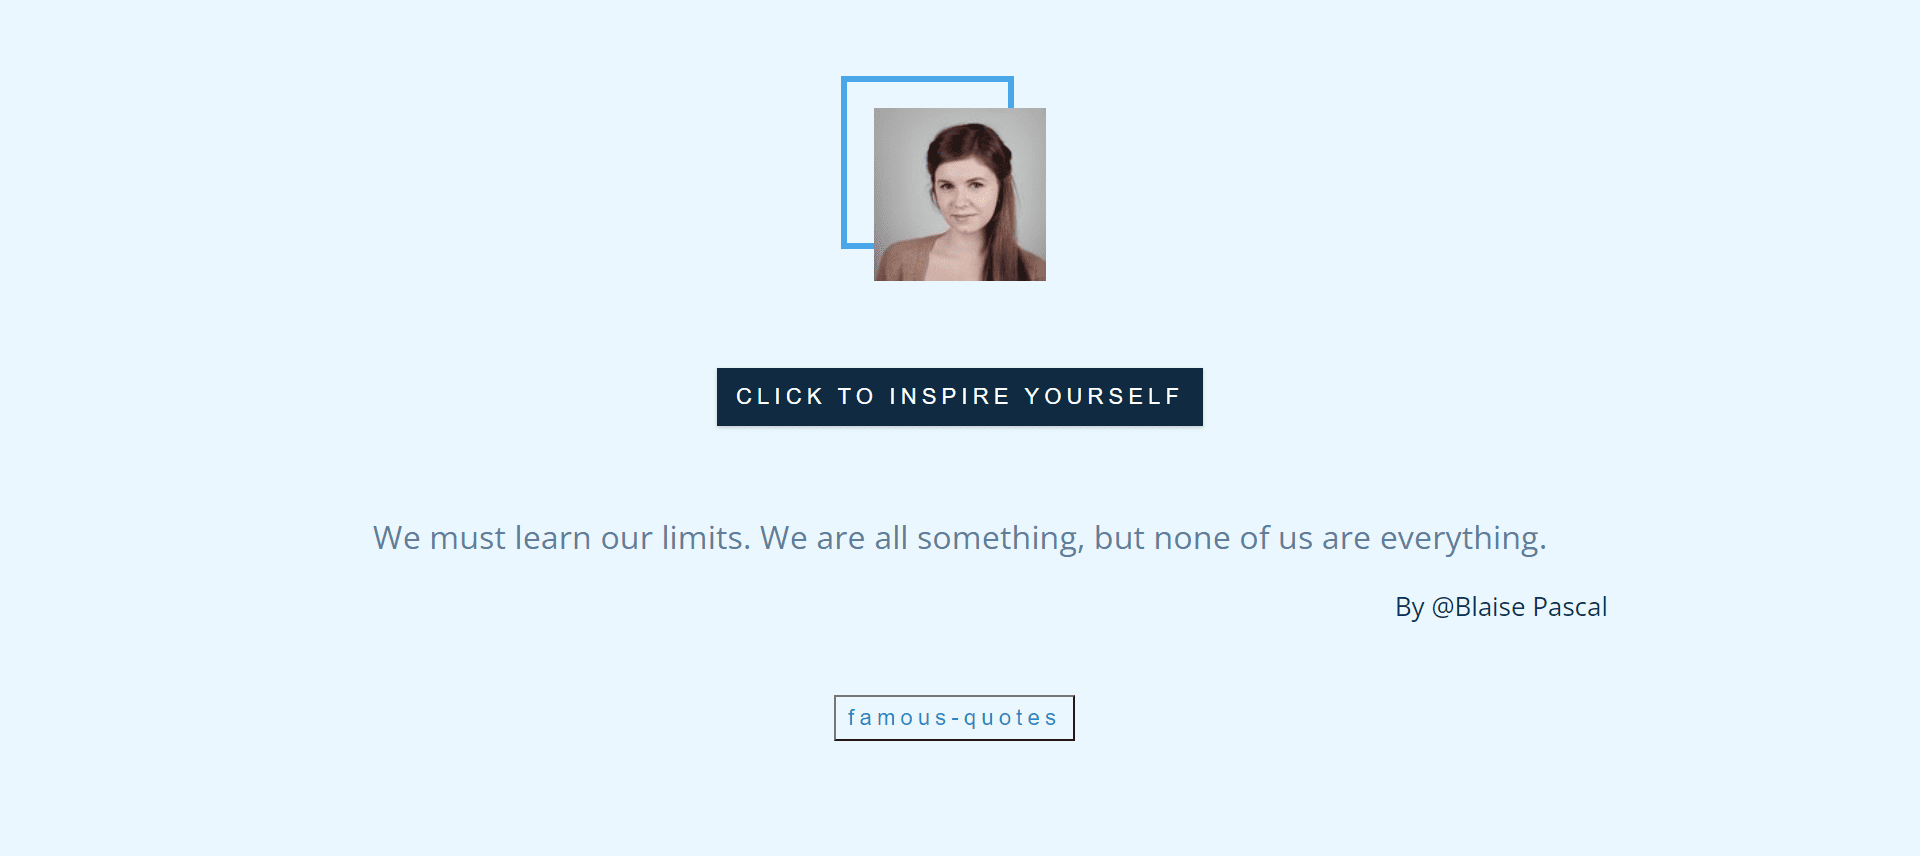 CLICK TO INSPIRE YOURSELF
We must learn our limits. We are all something, but none of us are everything.
By @Blaise Pascal
famous-quotes